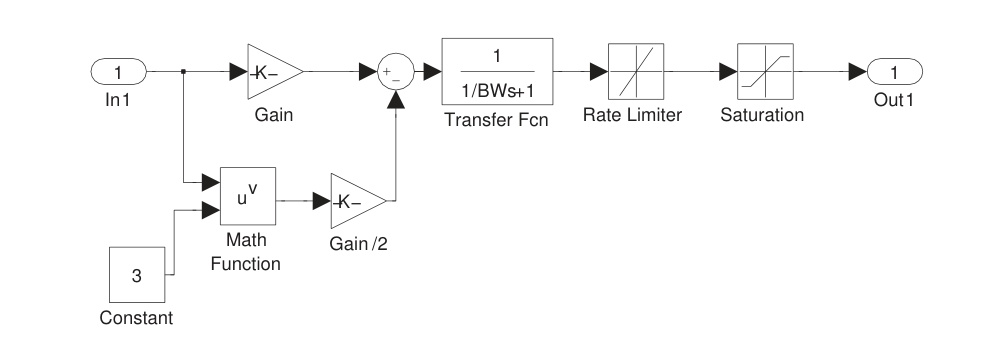 1
In1
-K-
Gain
+
-
1
1/BWs+1
Transfer Fcn
Rate Limiter
Saturation
1
Out1
u^v
Math
Function
-K-
Gain/2
3
Constant